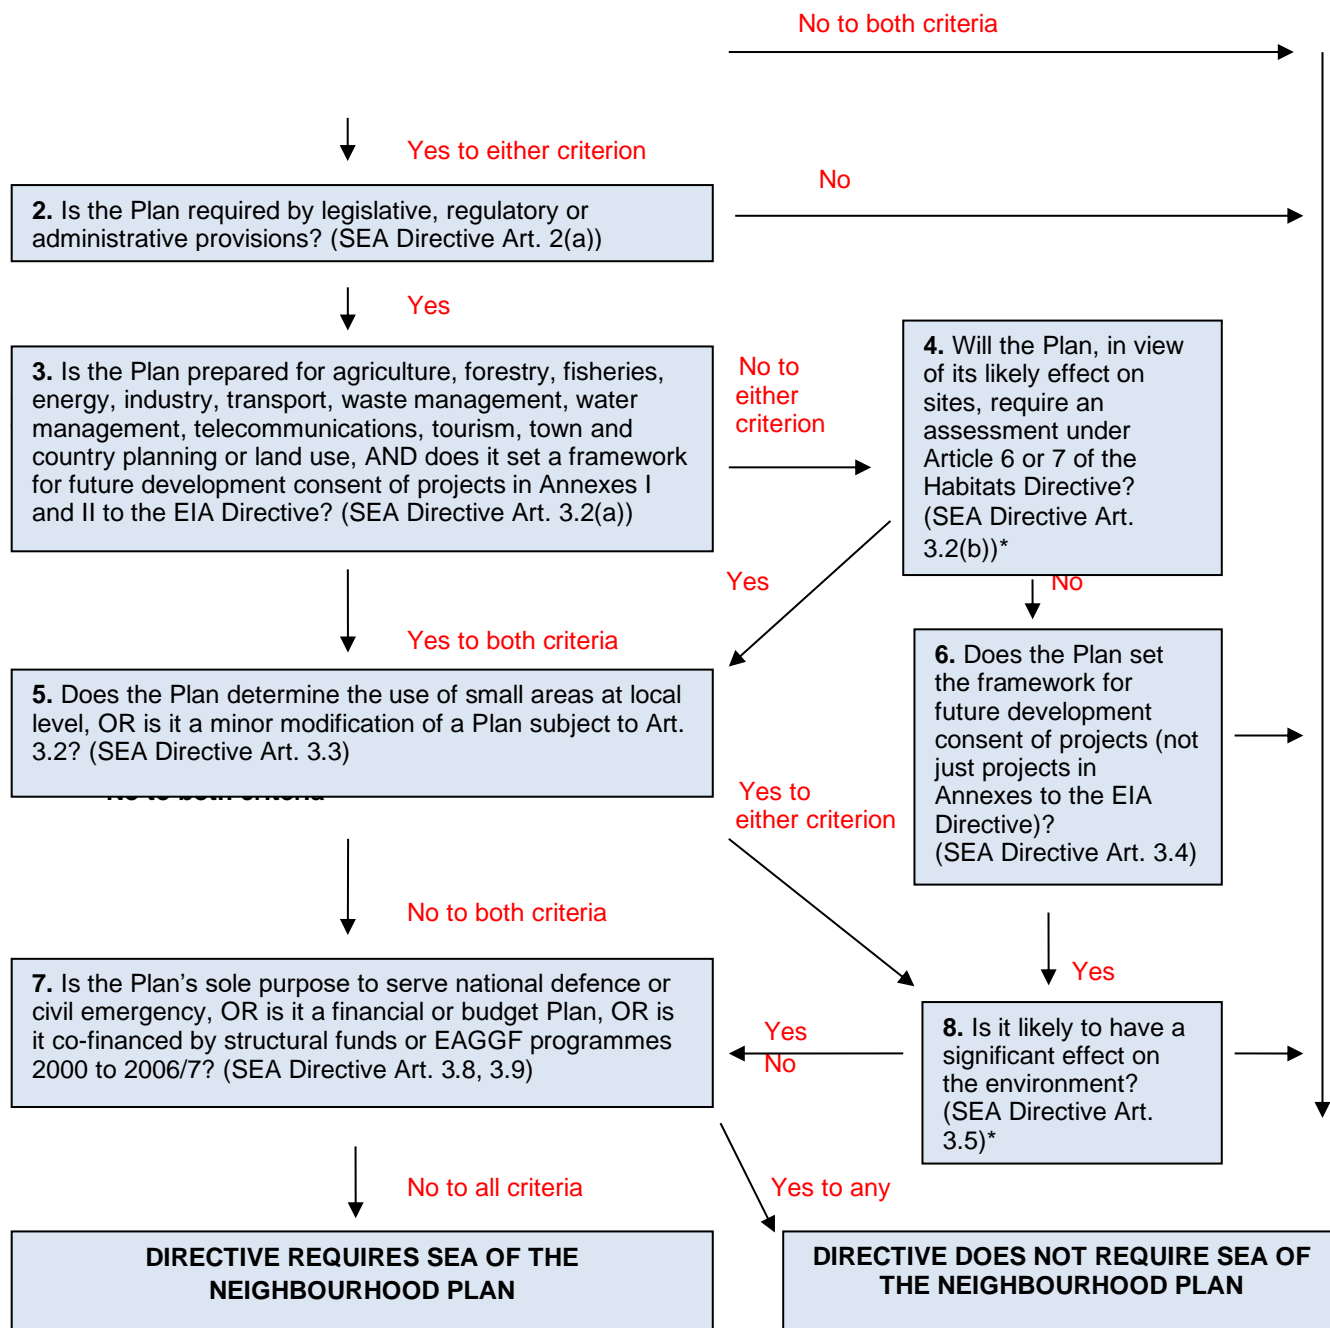 No to both criteria
Yes to either criterion
No
2. Is the Plan required by legislative, regulatory or
administrative provisions? (SEA Directive Art. 2(a))
Yes
3. Is the Plan prepared for agriculture, forestry, fisheries,
energy, industry, transport, waste management, water
management, telecommunications, tourism, town and
country planning or land use, AND does it set a framework
for future development consent of projects in Annexes I
and II to the EIA Directive? (SEA Directive Art. 3.2(a))
No to
either
criterion
4. Will the Plan, in view
of its likely effect on
sites, require an
assessment under
Article 6 or 7 of the
Habitats Directive?
(SEA Directive Art.
3.2(b))*
Yes
No
Yes to both criteria
5. Does the Plan determine the use of small areas at local
level, OR is it a minor modification of a Plan subject to Art.
3.2? (SEA Directive Art. 3.3)
No to both criteria
6. Does the Plan set
the framework for
future development
consent of projects (not
just projects in
Annexes to the EIA
Directive)?
(SEA Directive Art. 3.4)
Yes to
either criterion
No to both criteria
Yes
7. Is the Plan’s sole purpose to serve national defence or
civil emergency, OR is it a financial or budget Plan, OR is
it co-financed by structural funds or EAGGF programmes
2000 to 2006/7? (SEA Directive Art. 3.8, 3.9)
Yes
No
8. Is it likely to have a
significant effect on
the environment?
(SEA Directive Art.
3.5)*
No to all criteria
Yes to any
DIRECTIVE REQUIRES SEA OF THE
NEIGHBOURHOOD PLAN
DIRECTIVE DOES NOT REQUIRE SEA OF
THE NEIGHBOURHOOD PLAN